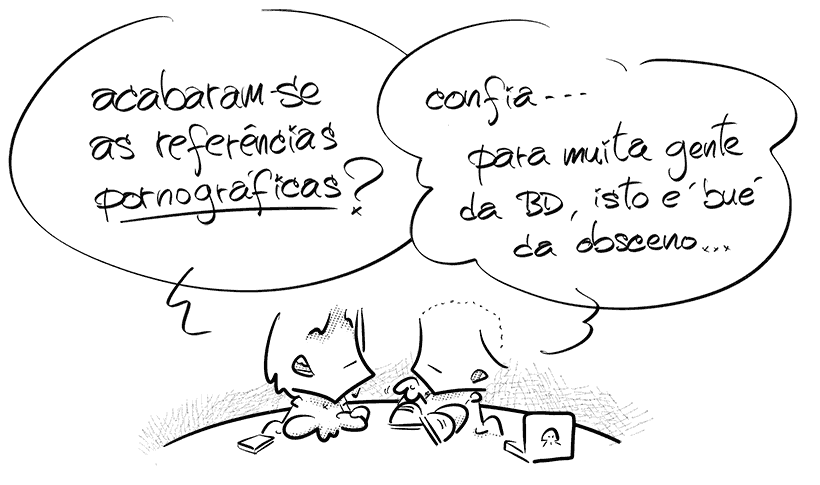 acabaram-se
as referências
pornográficas?
confia...
para muita gente
da BD, isto é bué
da obsceno...